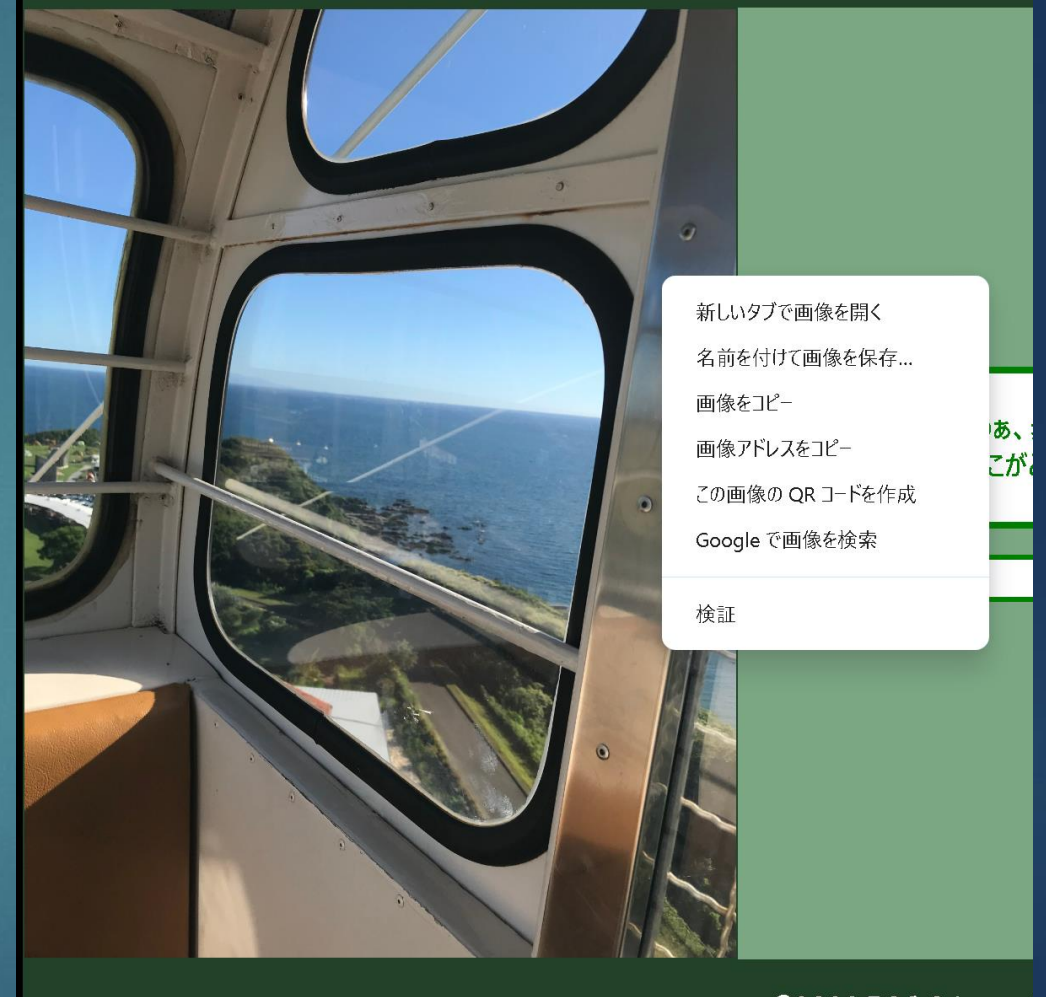 新しいタブで画像を開く
名前を付けて画像を保存...
画像をコピー
画像アドレスをコピー
この画像の QR コードを作成
Google で画像を検索
検証
あ、
こが